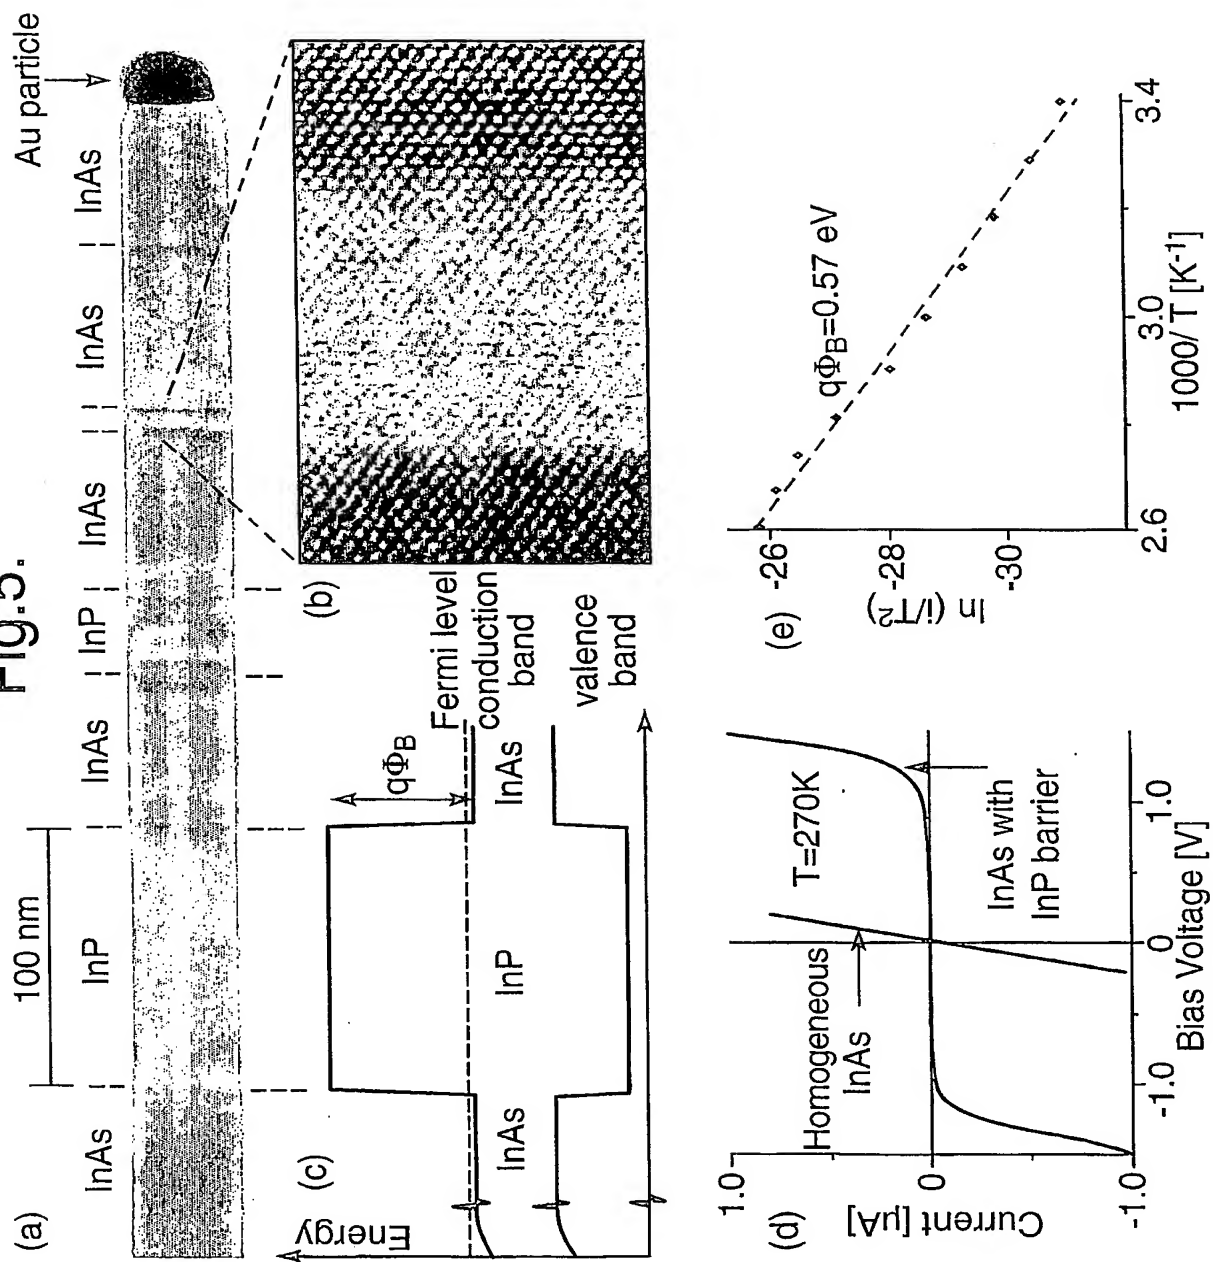 Fig.5.
(a)
100 nm
Au particle
InAs
InP
InAs
InP
InAs
InAs
InAs
(b)
(c)
Energy
qΦB
Fermi level
conduction
band
valence
band
InAs
InP
InAs
(d)
Current [µA]
1.0
0
-1.0
Homogeneous
InAs
T=270K
InAs with
InP barrier
-1.0
0
1.0
Bias Voltage [V]
(e)
ln (i/T²)
-26
-28
-30
qΦB=0.57 eV
2.6
3.0
3.4
1000/T [K⁻¹]